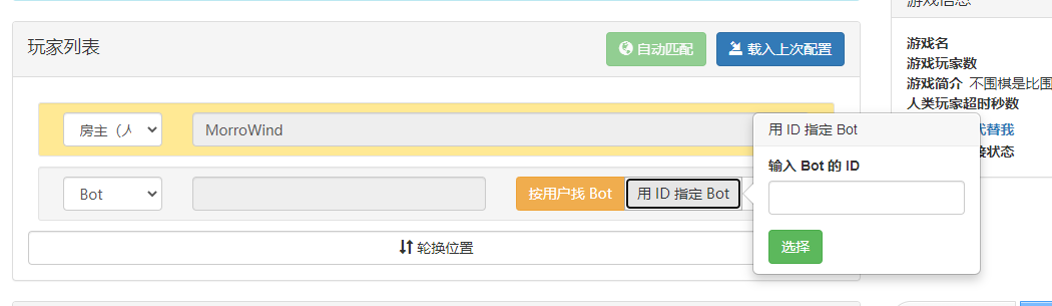 游戏信息
玩家列表
自动匹配
载入上次配置
游戏名
游戏玩家数
游戏简介 不围棋是比围
人类玩家超时秒数
代替我
接状态
房主（人
MorroWind
Bot
按用户找 Bot
用 ID 指定 Bot
用 ID 指定 Bot
输入 Bot 的 ID
选择
轮换位置